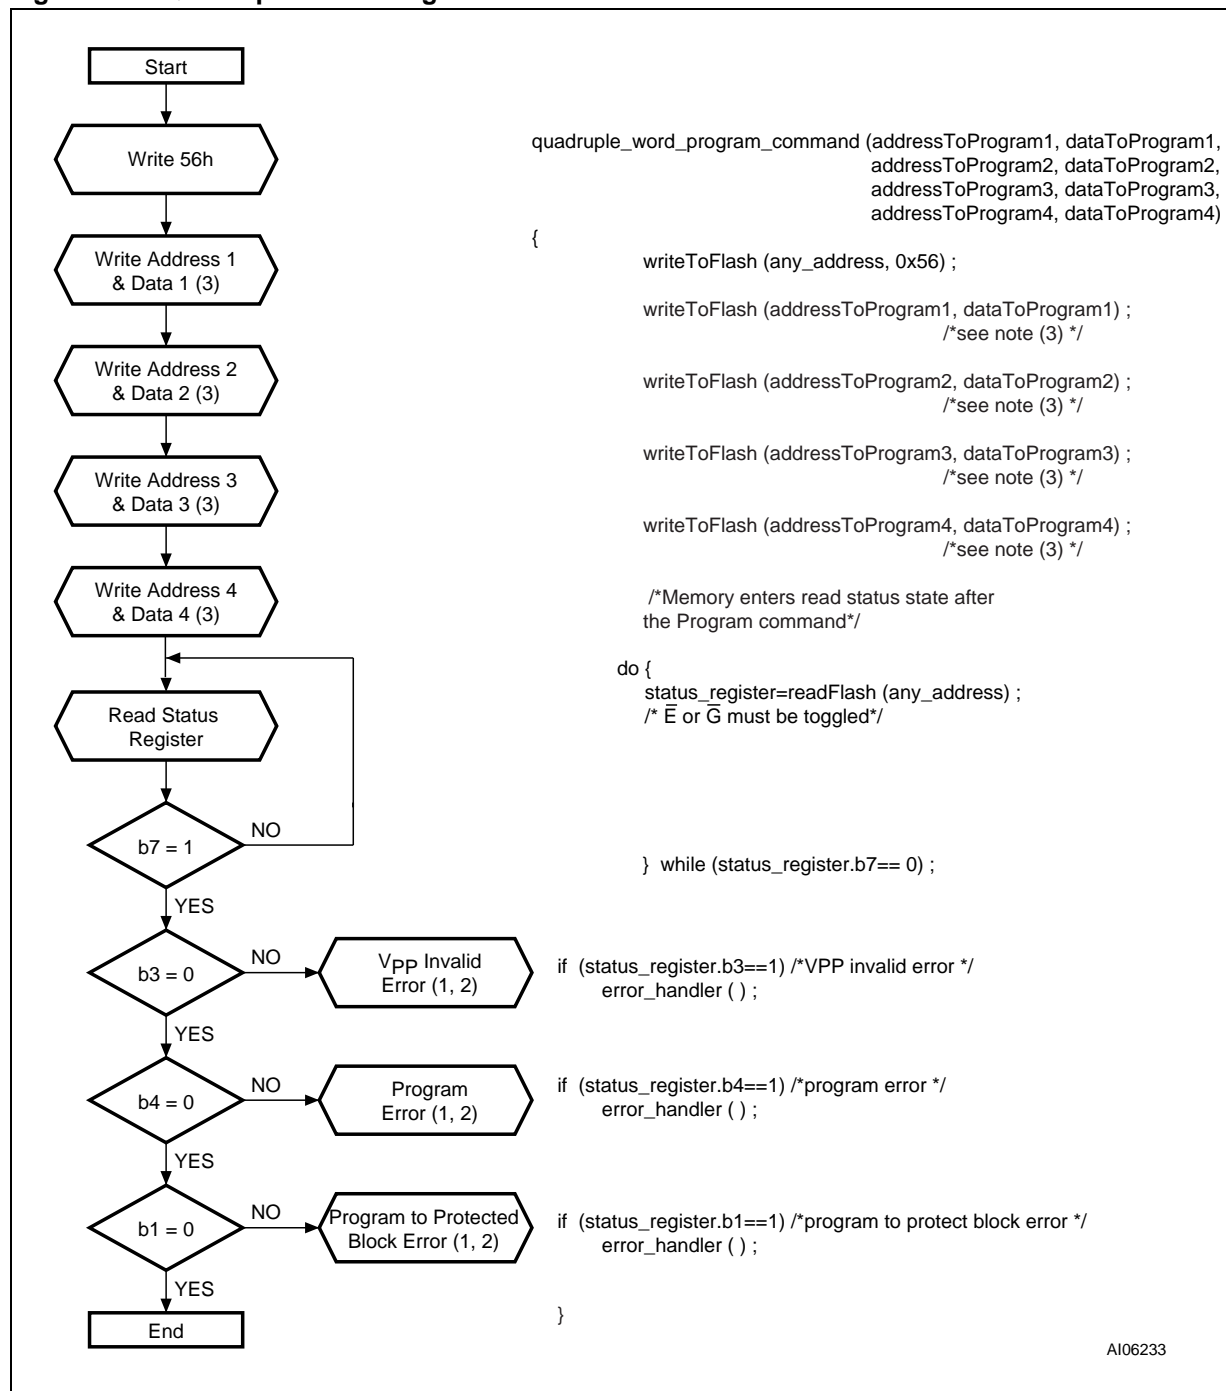 Start
Write 56h
Write Address 1
& Data 1 (3)
Write Address 2
& Data 2 (3)
Write Address 3
& Data 3 (3)
Write Address 4
& Data 4 (3)
Read Status
Register
b7 = 1
NO
YES
b3 = 0
NO
VPP Invalid
Error (1, 2)
YES
b4 = 0
NO
Program
Error (1, 2)
YES
b1 = 0
NO
Program to Protected
Block Error (1, 2)
YES
End
quadruple_word_program_command (addressToProgram1, dataToProgram1,
addressToProgram2, dataToProgram2,
addressToProgram3, dataToProgram3,
addressToProgram4, dataToProgram4)
{
writeToFlash (any_address, 0x56) ;
writeToFlash (addressToProgram1, dataToProgram1) ;
/*see note (3) */
writeToFlash (addressToProgram2, dataToProgram2) ;
/*see note (3) */
writeToFlash (addressToProgram3, dataToProgram3) ;
/*see note (3) */
writeToFlash (addressToProgram4, dataToProgram4) ;
/*see note (3) */
/*Memory enters read status state after
the Program command*/
do {
status_register=readFlash (any_address) ;
/* E̅ or G̅ must be toggled*/
} while (status_register.b7== 0) ;
if (status_register.b3==1) /*VPP invalid error */
error_handler ( ) ;
if (status_register.b4==1) /*program error */
error_handler ( ) ;
if (status_register.b1==1) /*program to protect block error */
error_handler ( ) ;
}
AI06233